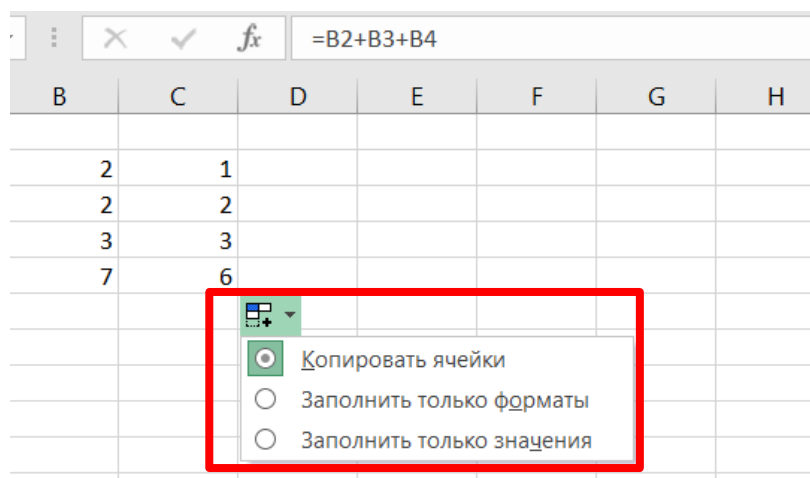 fx =B2+B3+B4
B C D E F G H
2 1
2 2
3 3
7 6
Копировать ячейки
Заполнить только форматы
Заполнить только значения